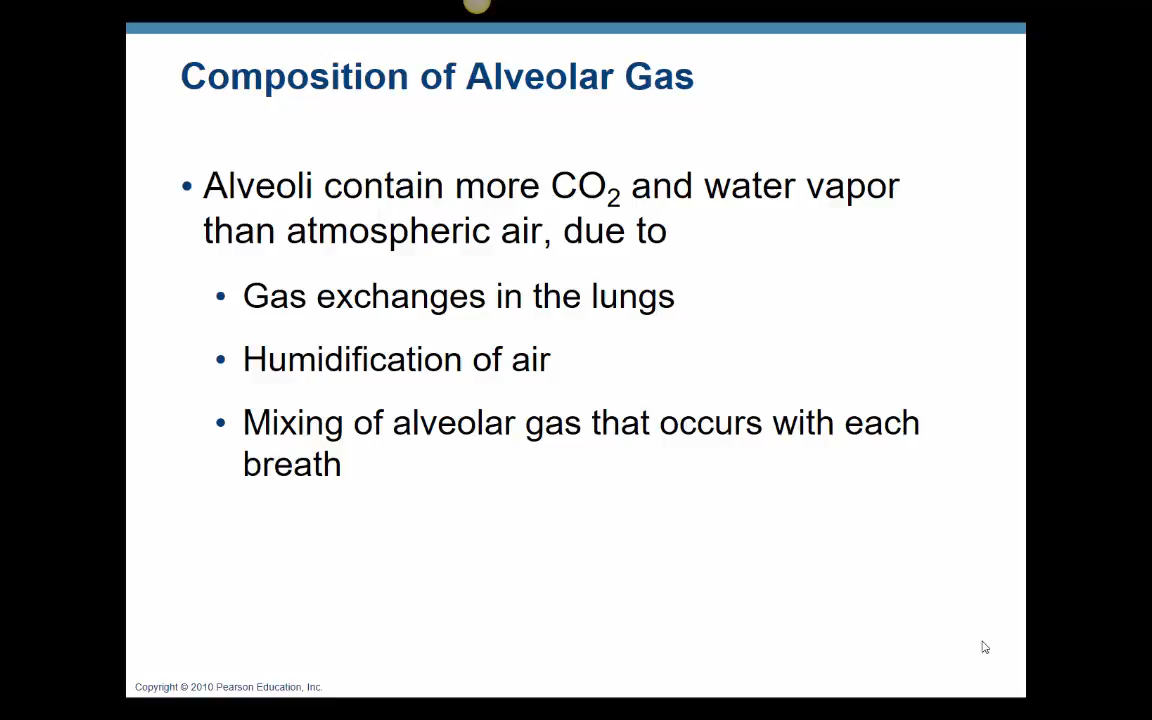 Composition of Alveolar Gas
• Alveoli contain more CO₂ and water vapor
than atmospheric air, due to
• Gas exchanges in the lungs
• Humidification of air
• Mixing of alveolar gas that occurs with each
breath
Copyright © 2010 Pearson Education, Inc.